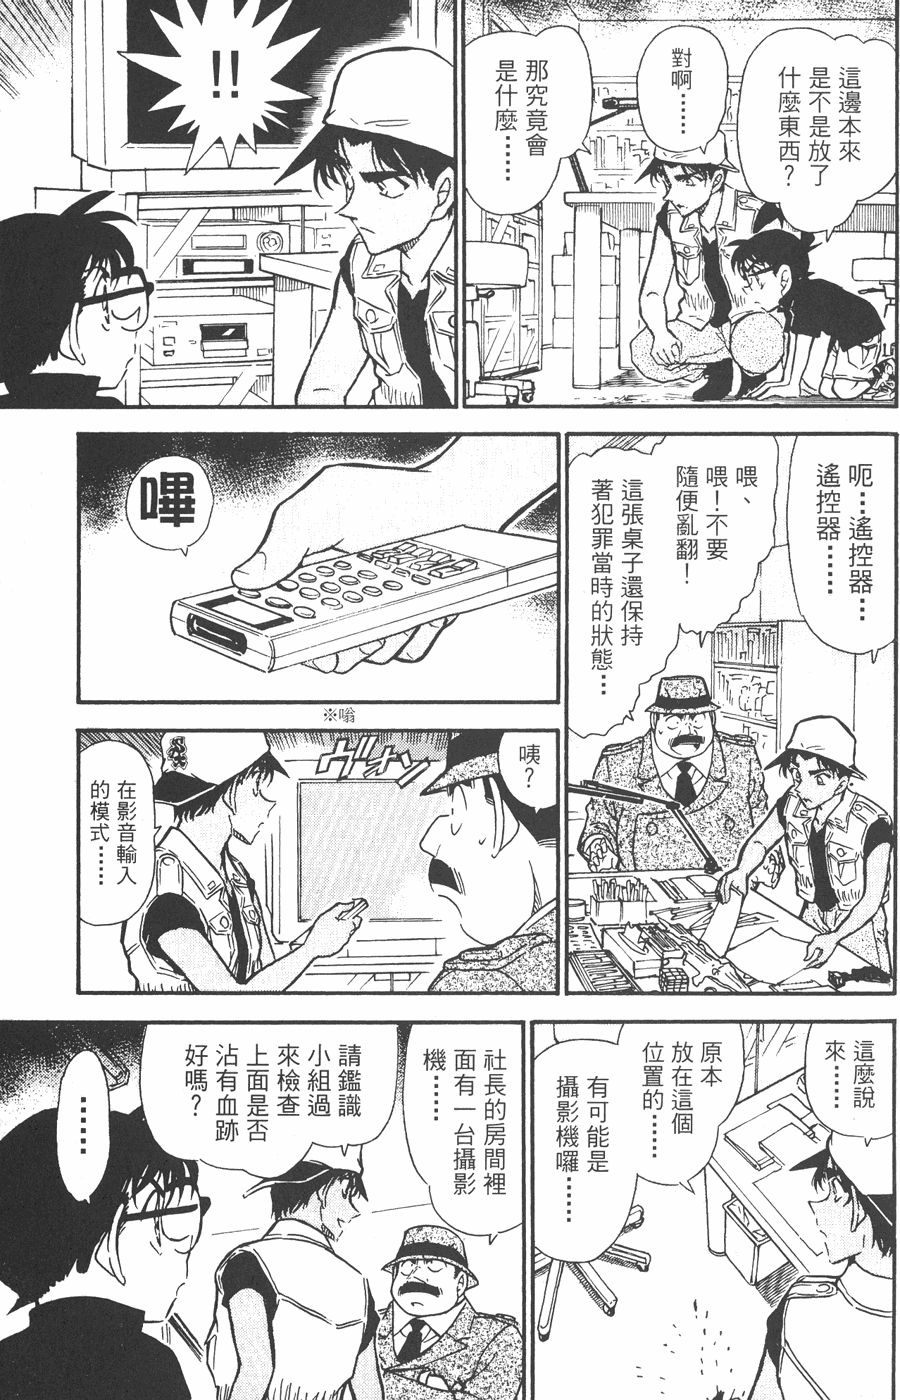 這邊本來
是不是放了
什麼東西？
對啊……
那究竟會
是什麼……
!!
呃…遙控器…
遙控器……
喂、
喂！不要
隨便亂翻！
這張桌子還保持
著犯罪當時的狀態…
嗶
※嗡
ヴォン
咦？
在影音輸入
的模式……
這麼說
來……
原本
放在這個
位置的……
有可能是
攝影機囉……
社長的房間裡
面有一台攝影
機……
請鑑識
小組過
來檢查
上面是否
沾有血跡
好嗎？
……